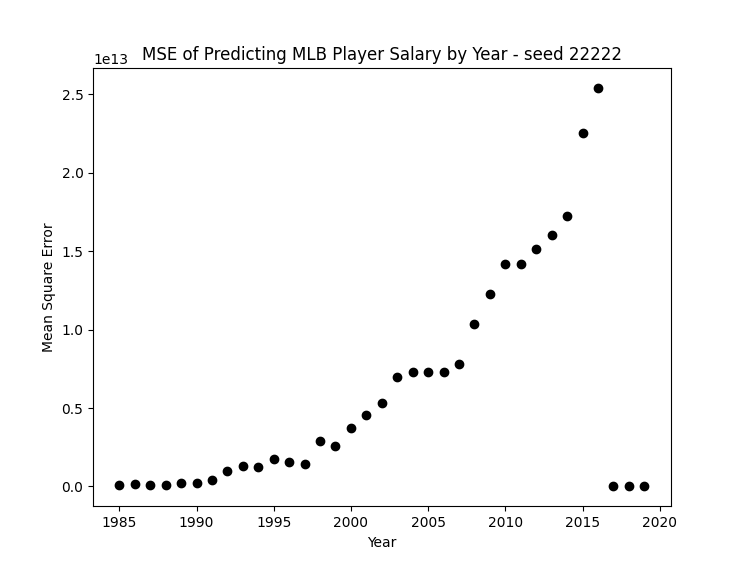 MSE of Predicting MLB Player Salary by Year - seed 22222
1e13
2.5
2.0
1.5
1.0
0.5
0.0
Mean Square Error
1985 1990 1995 2000 2005 2010 2015 2020
Year